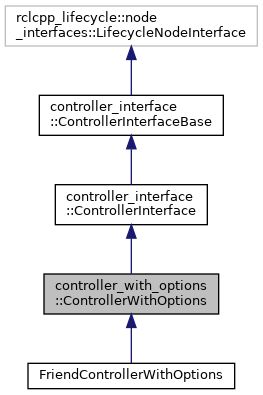 rclcpp_lifecycle::node
_interfaces::LifecycleNodeInterface
controller_interface
::ControllerInterfaceBase
controller_interface
::ControllerInterface
controller_with_options
::ControllerWithOptions
FriendControllerWithOptions